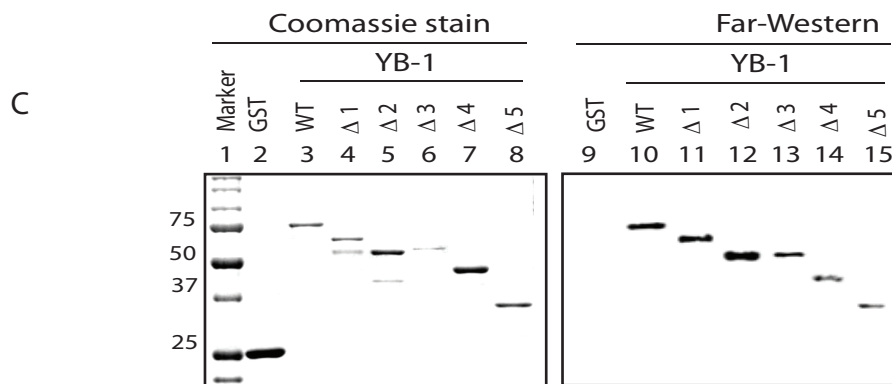 Coomassie stain Far-Western
YB-1 YB-1
C
Marker GST WT Δ 1 Δ 2 Δ 3 Δ 4 Δ 5 GST WT Δ 1 Δ 2 Δ 3 Δ 4 Δ 5
1 2 3 4 5 6 7 8 9 10 11 12 13 14 15
75
50
37
25